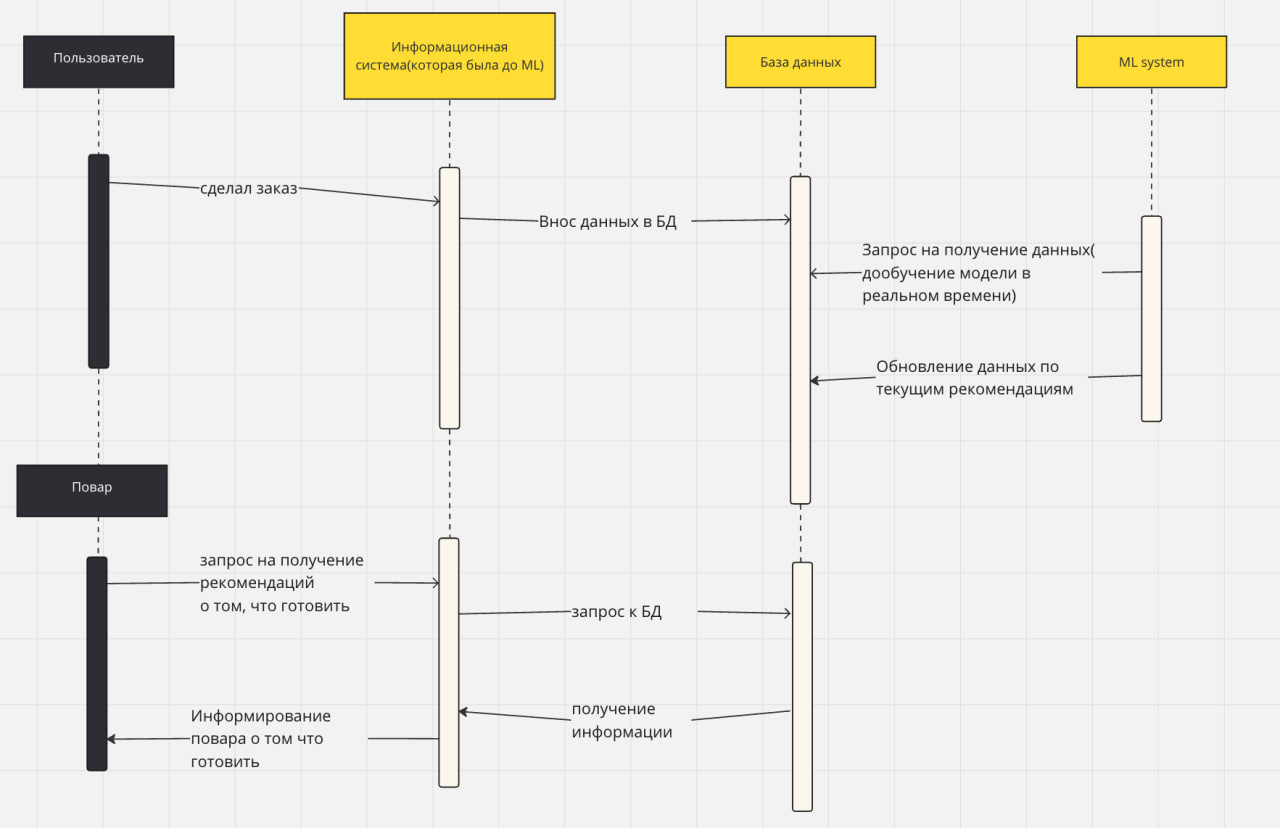 Пользователь
Информационная
система(которая была до ML)
База данных
ML system
сделал заказ
Внос данных в БД
Запрос на получение данных(
дообучение модели в
реальном времени)
Обновление данных по
текущим рекомендациям
Повар
запрос на получение
рекомендаций
о том, что готовить
запрос к БД
получение
информации
Информирование
повара о том что
готовить